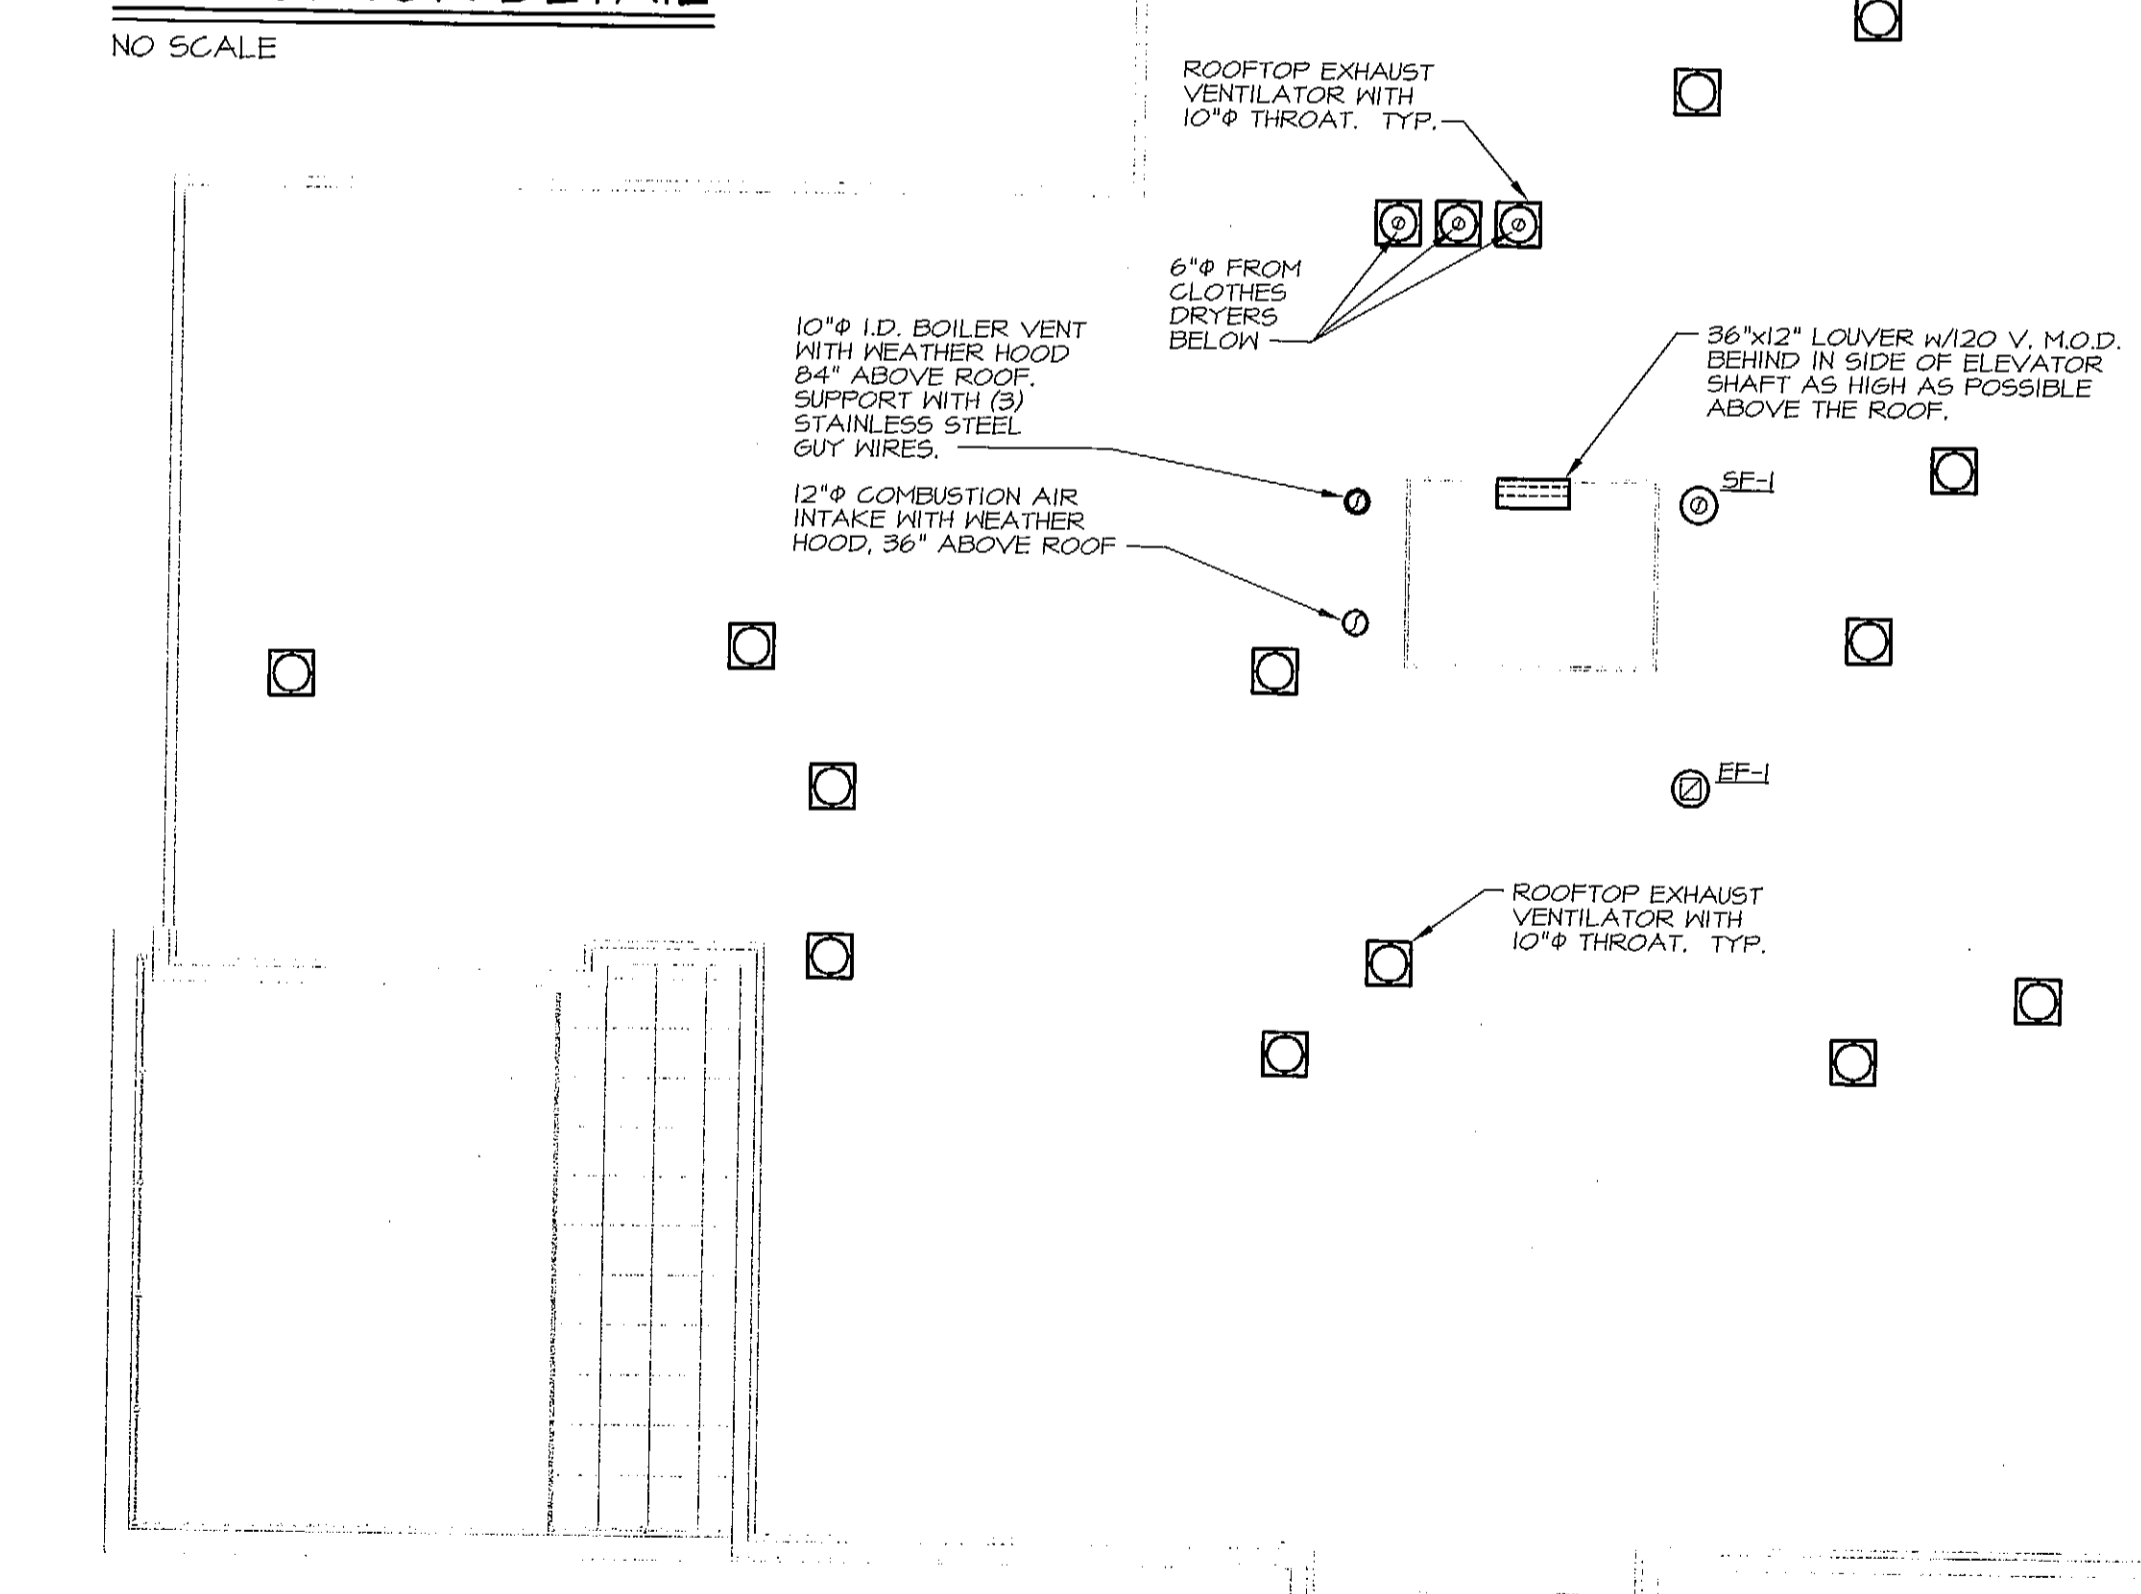 DETAIL
NO SCALE
ROOFTOP EXHAUST
VENTILATOR WITH
10"Φ THROAT. TYP.
6"Φ FROM
CLOTHES
DRYERS
BELOW
10"Φ I.D. BOILER VENT
WITH WEATHER HOOD
84" ABOVE ROOF.
SUPPORT WITH (3)
STAINLESS STEEL
GUY WIRES.
36"x12" LOUVER W/120 V. M.O.D.
BEHIND IN SIDE OF ELEVATOR
SHAFT AS HIGH AS POSSIBLE
ABOVE THE ROOF.
12"Φ COMBUSTION AIR
INTAKE WITH WEATHER
HOOD, 36" ABOVE ROOF
SF-1
EF-1
ROOFTOP EXHAUST
VENTILATOR WITH
10"Φ THROAT. TYP.